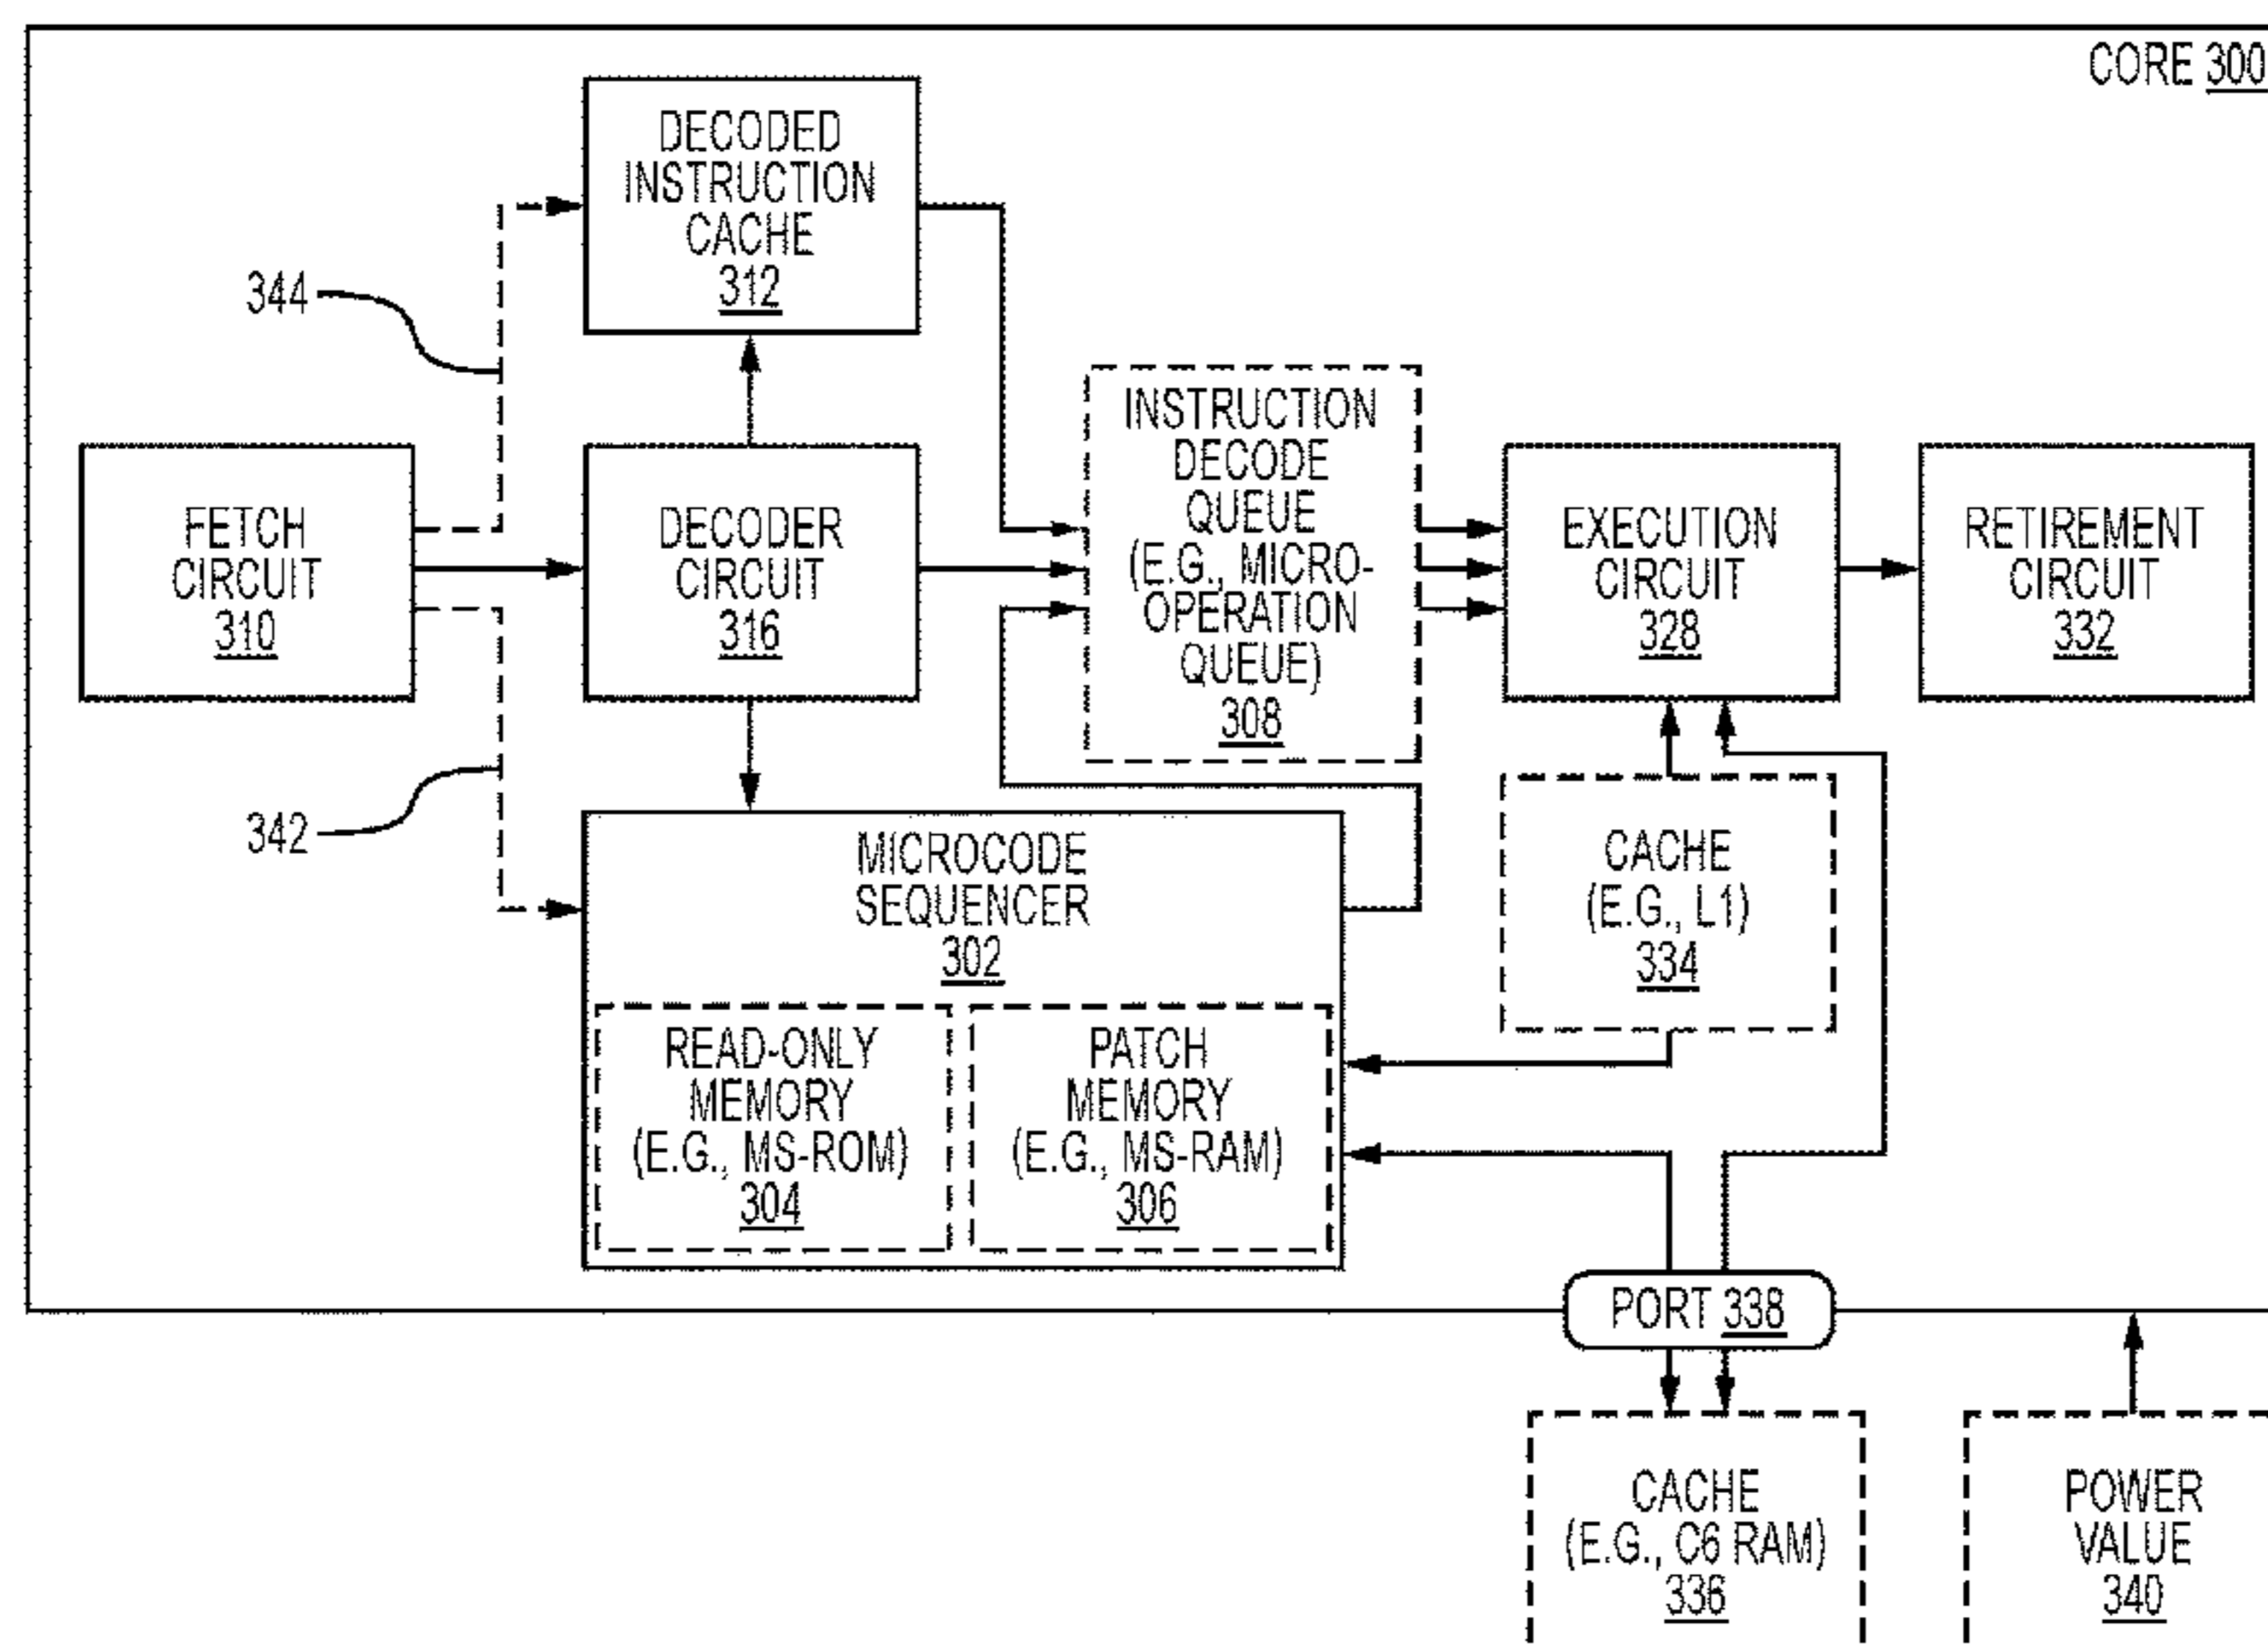 CORE 300
DECODED
INSTRUCTION
CACHE
312
344
INSTRUCTION
DECODE
QUEUE
(E.G., MICRO-
OPERATION
QUEUE)
308
FETCH
CIRCUIT
310
DECODER
CIRCUIT
316
EXECUTION
CIRCUIT
328
RETIREMENT
CIRCUIT
332
342
MICROCODE
SEQUENCER
302
CACHE
(E.G., L1)
334
READ-ONLY
MEMORY
(E.G., MS-ROM)
304
PATCH
MEMORY
(E.G., MS-RAM)
306
PORT 338
CACHE
(E.G., C6 RAM)
336
POWER
VALUE
340